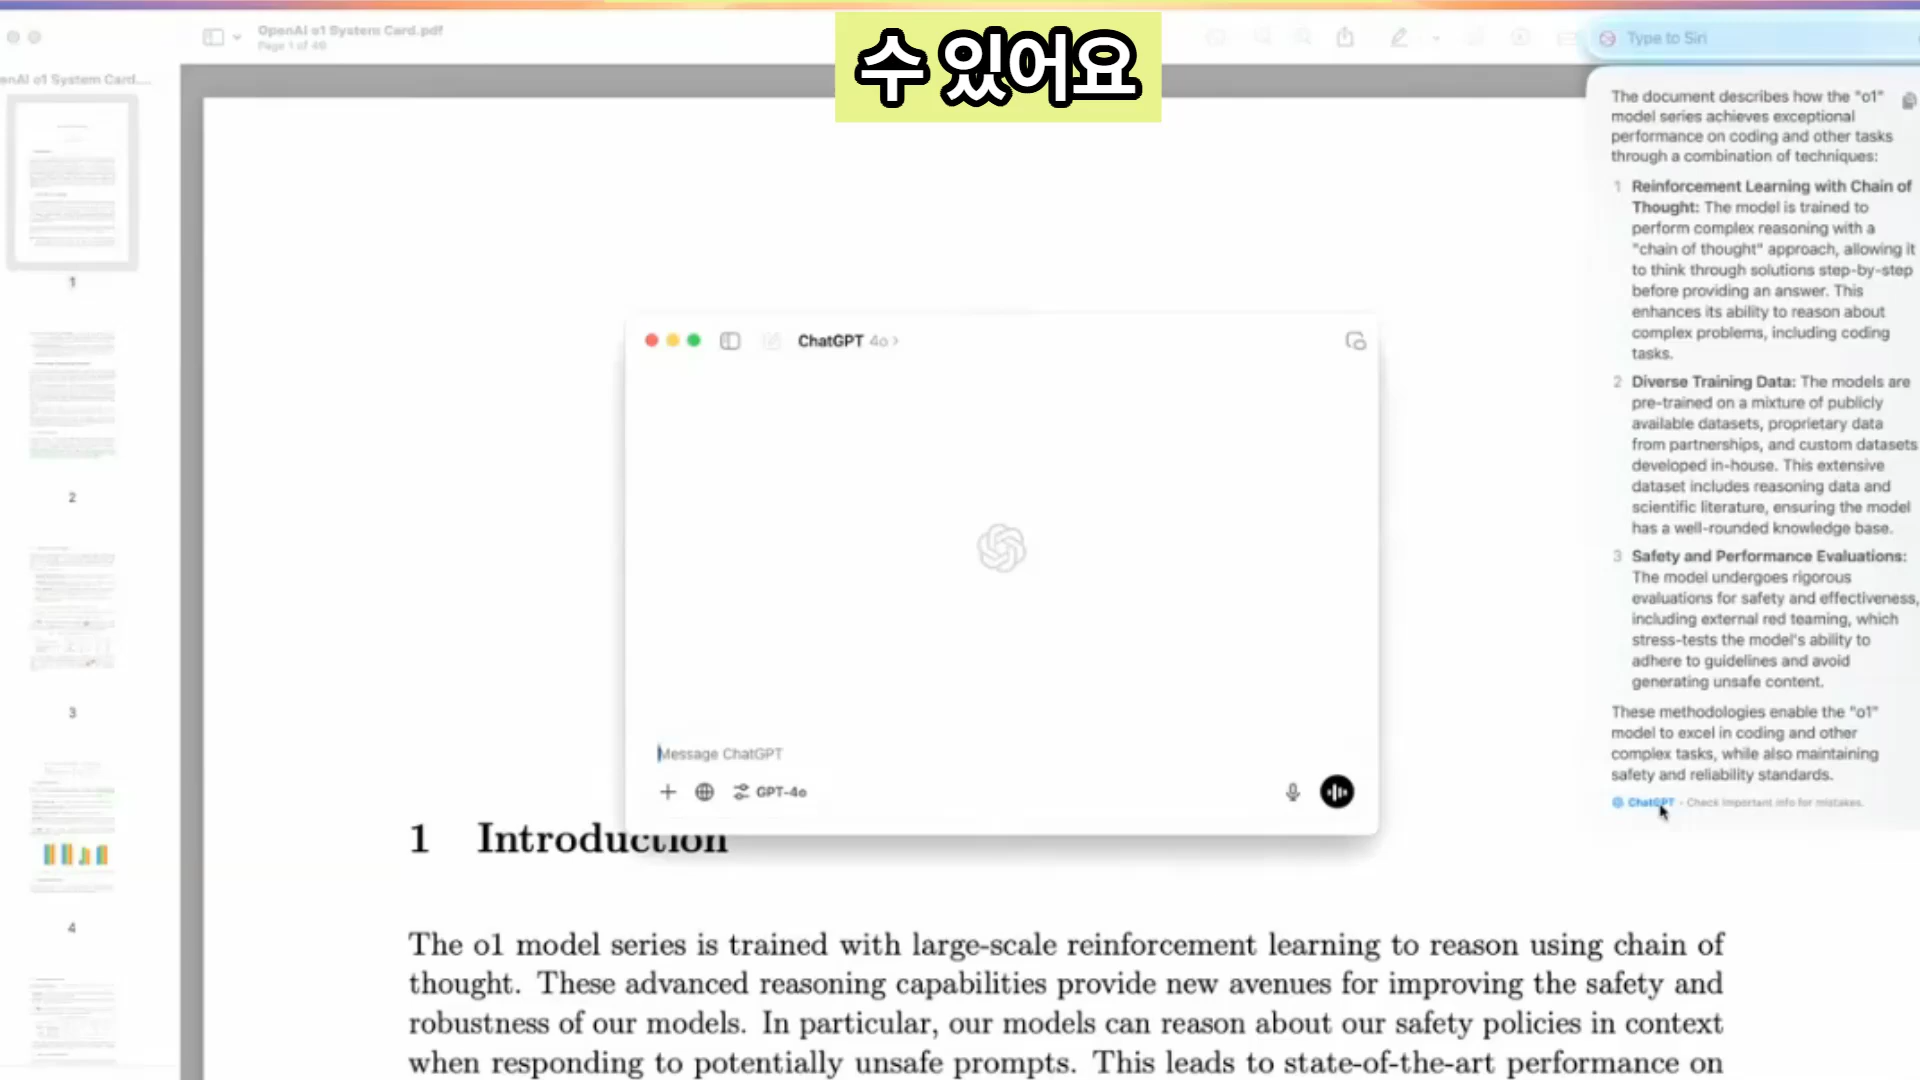 OpenAI o1 System Card.pdf
Page 1 of 49
수 있어요
Type to Siri
enAI o1 System Card....
1
2
3
4
The document describes how the "o1"
model series achieves exceptional
performance on coding and other tasks
through a combination of techniques:
1 Reinforcement Learning with Chain of
Thought: The model is trained to
perform complex reasoning with a
"chain of thought" approach, allowing it
to think through solutions step-by-step
before providing an answer. This
enhances its ability to reason about
complex problems, including coding
tasks.
2 Diverse Training Data: The models are
pre-trained on a mixture of publicly
available datasets, proprietary data
from partnerships, and custom datasets
developed in-house. This extensive
dataset includes reasoning data and
scientific literature, ensuring the model
has a well-rounded knowledge base.
3 Safety and Performance Evaluations:
The model undergoes rigorous
evaluations for safety and effectiveness,
including external red teaming, which
stress-tests the model's ability to
adhere to guidelines and avoid
generating unsafe content.
These methodologies enable the "o1"
model to excel in coding and other
complex tasks, while also maintaining
safety and reliability standards.
ChatGPT - Check important info for mistakes.
ChatGPT 4o >
Message ChatGPT
GPT-4o
1 Introduction
The o1 model series is trained with large-scale reinforcement learning to reason using chain of
thought. These advanced reasoning capabilities provide new avenues for improving the safety and
robustness of our models. In particular, our models can reason about our safety policies in context
when responding to potentially unsafe prompts. This leads to state-of-the-art performance on